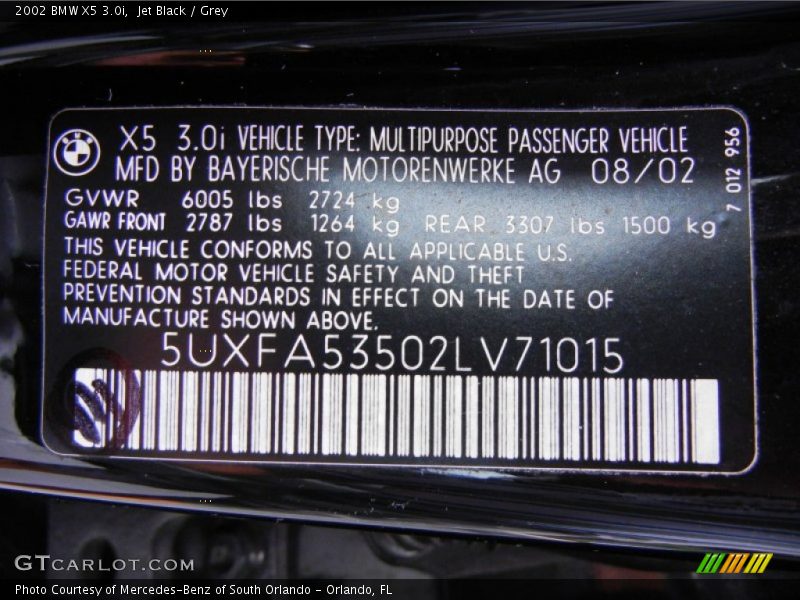 2002 BMW X5 3.0i, Jet Black / Grey
X5 3.0i VEHICLE TYPE: MULTIPURPOSE PASSENGER VEHICLE
MFD BY BAYERISCHE MOTORENWERKE AG 08/02
GVWR 6005 lbs 2724 kg
GAWR FRONT 2787 lbs 1264 kg REAR 3307 lbs 1500 kg
THIS VEHICLE CONFORMS TO ALL APPLICABLE U.S.
FEDERAL MOTOR VEHICLE SAFETY AND THEFT
PREVENTION STANDARDS IN EFFECT ON THE DATE OF
MANUFACTURE SHOWN ABOVE.
5UXFA53502LV71015
7 012 956
GTCARLOT.COM
Photo Courtesy of Mercedes-Benz of South Orlando - Orlando, FL